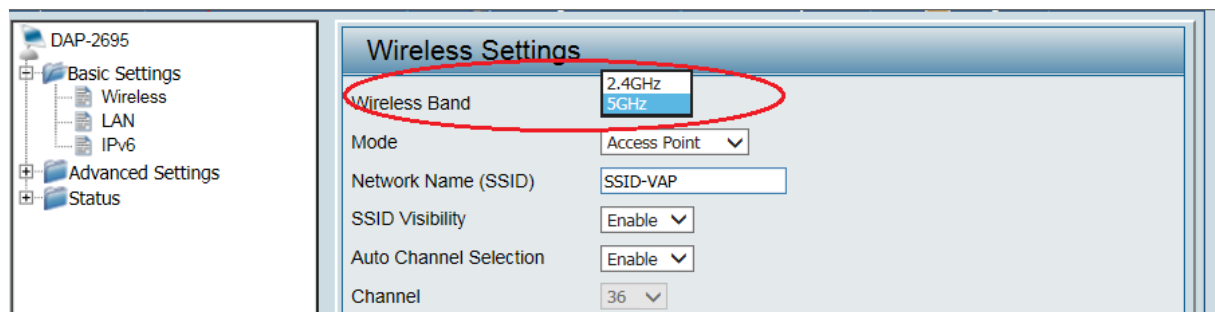 DAP-2695
Basic Settings
Wireless
LAN
IPv6
Advanced Settings
Status
Wireless Settings
Wireless Band
2.4GHz
5GHz
Mode Access Point
Network Name (SSID) SSID-VAP
SSID Visibility Enable
Auto Channel Selection Enable
Channel 36